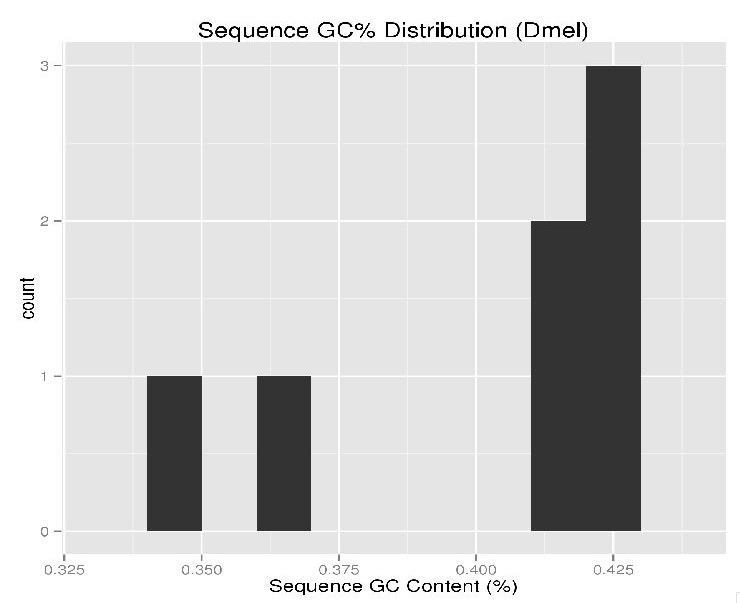 Sequence GC% Distribution (Dmel)
3
2
1
0
count
0.325 0.350 0.375 0.400 0.425
Sequence GC Content (%)